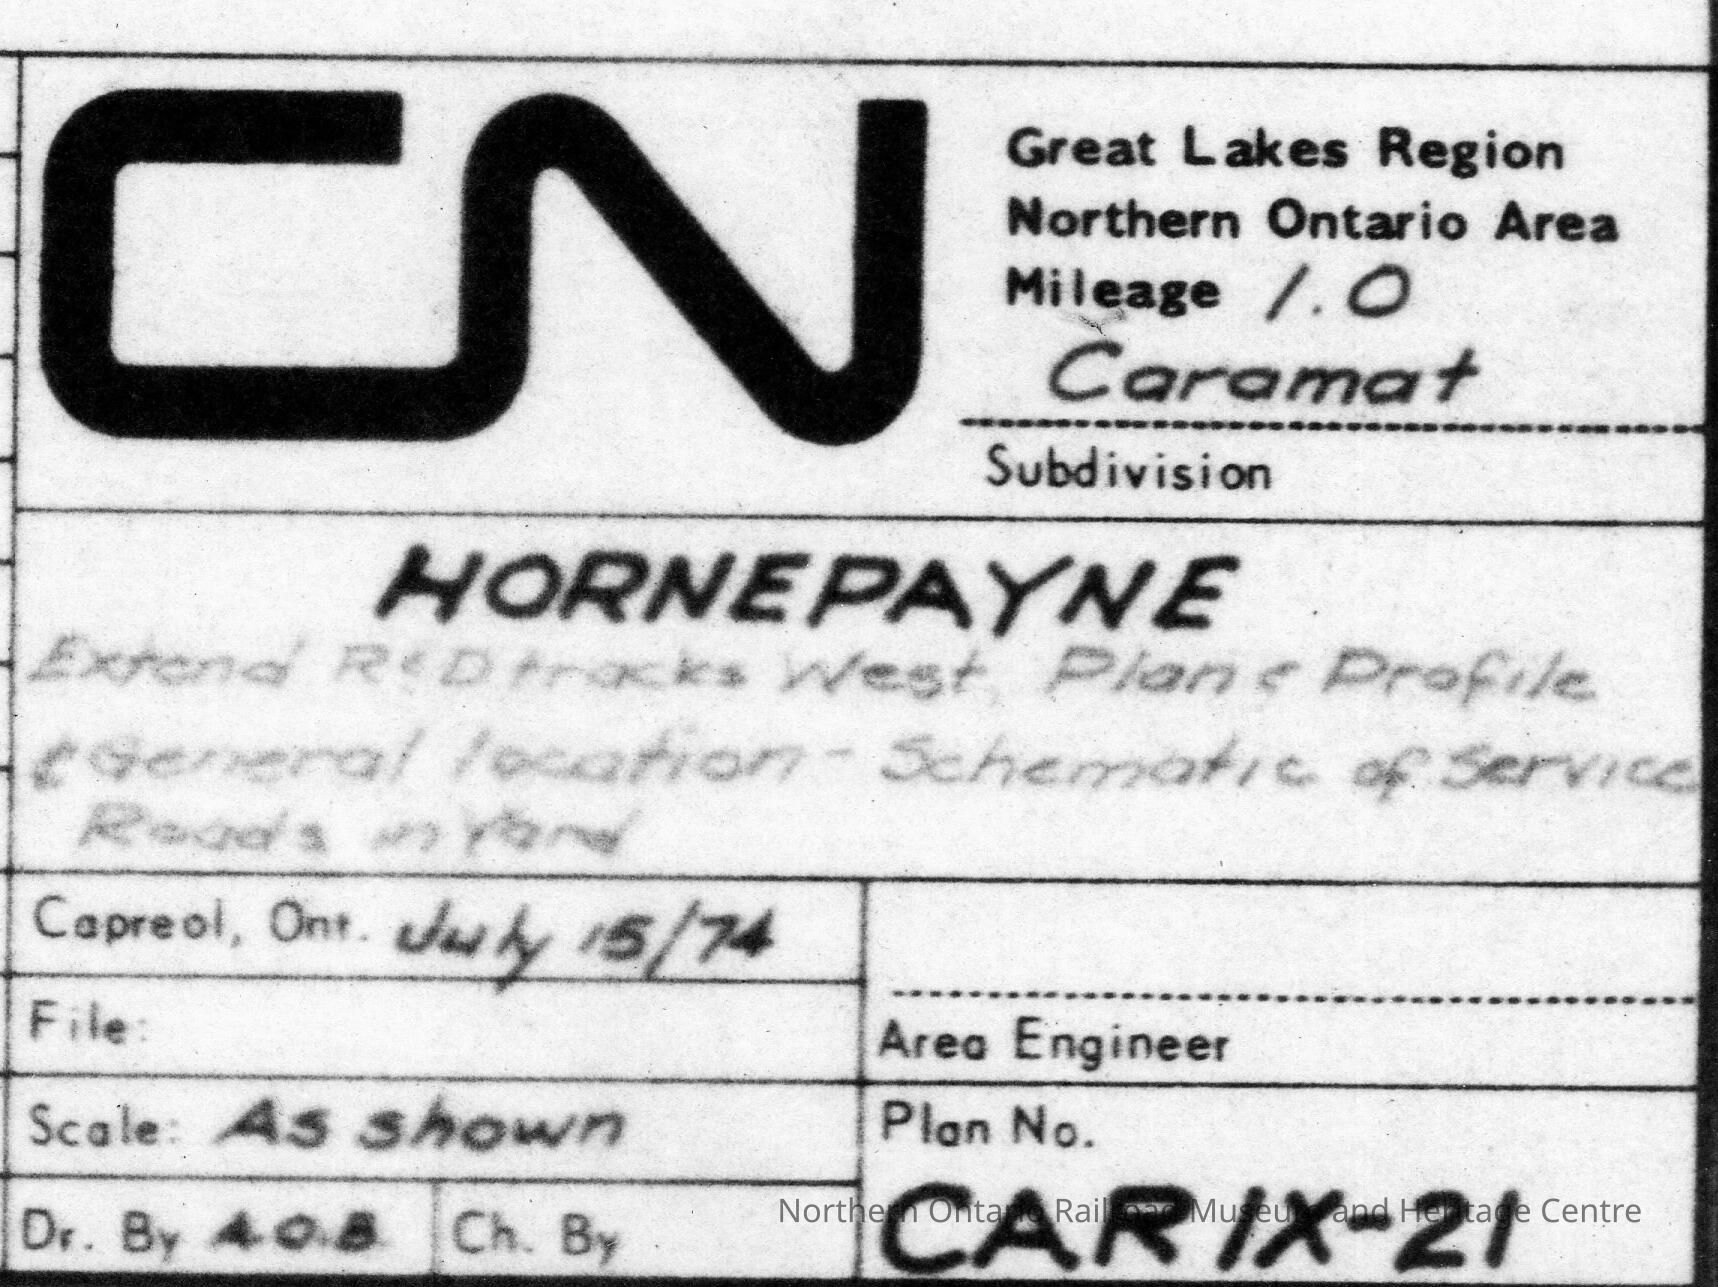 CN
Great Lakes Region
Northern Ontario Area
Mileage 1.0
Caramat
Subdivision
HORNEPAYNE
Extend R&D tracks West, Plan & Profile
& General location - Schematic of Service
Roads in Yard
Capreol, Ont. July 15/74
File:
Area Engineer
Scale: As shown
Plan No.
CAR IX-21
Dr. By A.O.B.
Ch. By
Northern Ontario Railroad Museum and Heritage Centre